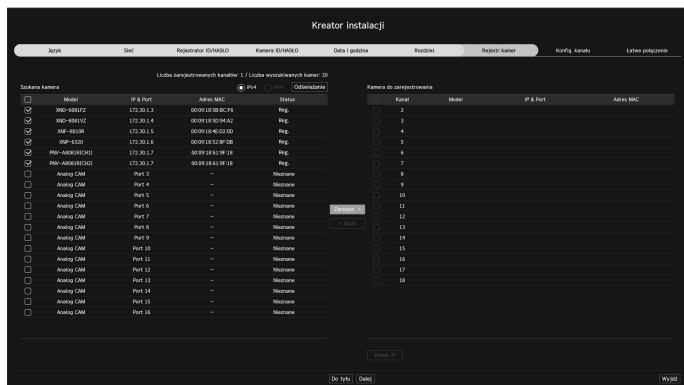 Kreator instalacji
Język Sieć Rejestrator ID/HASŁO Kamera ID/HASŁO Data i godzina Rozdziel. Rejestr kamer Konfig. kanału Łatwe połączenie
Liczba zarejestrowanych kanałów: 1 / Liczba wyszukiwanych kamer: 20
Szukana kamera IPv4 IPv6 Odświeżanie Kamera do zarejestrowania
Model IP & Port Adres MAC Status Kanał Model IP & Port Adres MAC
XND-6081FZ 172.30.1.3 00:09:18:5B:BC:F6 Reg. 2
XND-6081VZ 172.30.1.4 00:09:18:5D:94:A2 Reg. 3
XNF-8010R 172.30.1.5 00:09:18:4E:D2:0D Reg. 4
XNP-6320 172.30.1.6 00:09:18:52:8F:DB Reg. 5
PNV-A8081R(CH1) 172.30.1.7 00:09:18:61:9F:18 Reg. 6
PNV-A8081R(CH2) 172.30.1.7 00:09:18:61:9F:18 Reg. 7
Analog CAM Port 3 - Nieznane 8
Analog CAM Port 4 - Nieznane 9
Analog CAM Port 5 - Nieznane 10
Analog CAM Port 6 - Nieznane 11
Zarejest >
Analog CAM Port 7 - Nieznane 12
Analog CAM Port 8 - Nieznane 13
< Usuń
Analog CAM Port 9 - Nieznane 14
Analog CAM Port 10 - Nieznane 15
Analog CAM Port 11 - Nieznane 16
Analog CAM Port 12 - Nieznane 17
Analog CAM Port 13 - Nieznane 18
Analog CAM Port 14 - Nieznane
Analog CAM Port 15 - Nieznane
Analog CAM Port 16 - Nieznane
Zmień IP
Do tyłu Dalej Wyjdź